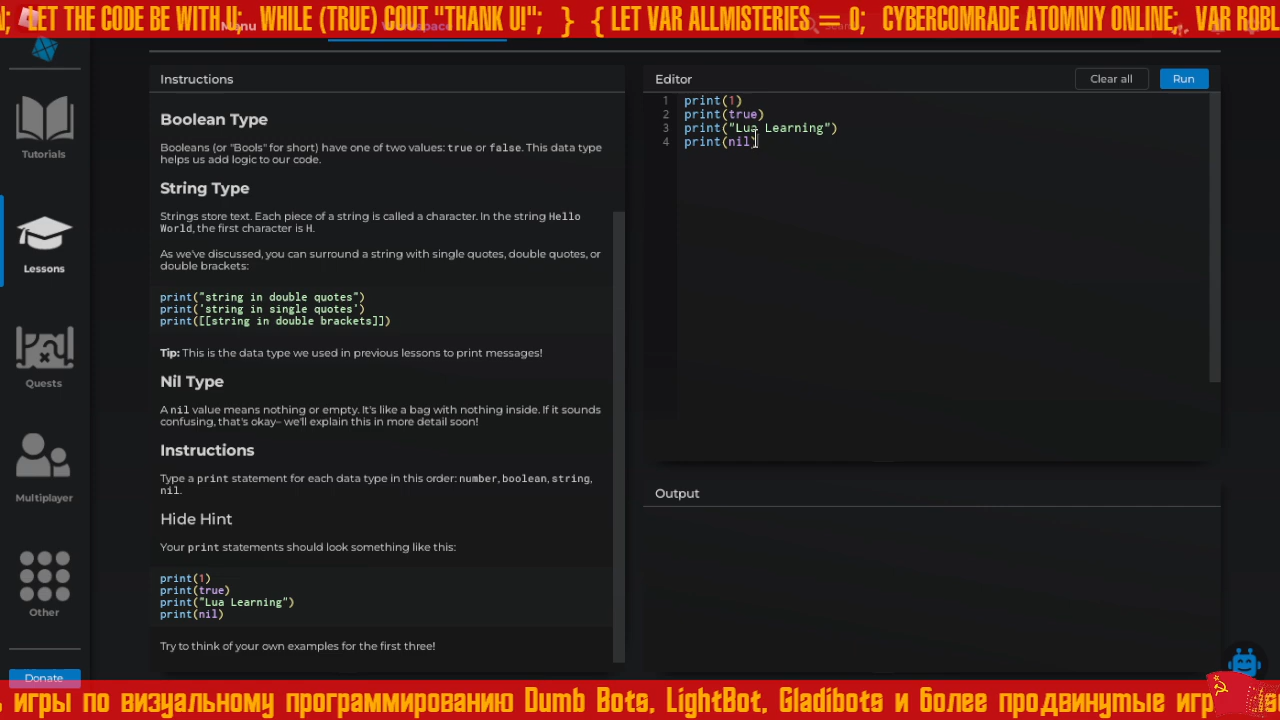 N; LET THE CODE BE WITH U; WHILE (TRUE) COUT "THANK U!"; } { LET VAR ALLMISTERIES == 0; CYBERCOMRADE ATOMNIY ONLINE; VAR ROBI
Menu
Workspace
Tutorials
Lessons
Quests
Multiplayer
Other
Donate
Instructions
Boolean Type
Booleans (or "Bools" for short) have one of two values: true or false. This data type
helps us add logic to our code.
String Type
Strings store text. Each piece of a string is called a character. In the string Hello
World, the first character is H.
As we've discussed, you can surround a string with single quotes, double quotes, or
double brackets:
print("string in double quotes")
print('string in single quotes')
print([[string in double brackets]])
Tip: This is the data type we used in previous lessons to print messages!
Nil Type
A nil value means nothing or empty. It's like a bag with nothing inside. If it sounds
confusing, that's okay– we'll explain this in more detail soon!
Instructions
Type a print statement for each data type in this order: number, boolean, string,
nil.
Hide Hint
Your print statements should look something like this:
print(1)
print(true)
print("Lua Learning")
print(nil)
Try to think of your own examples for the first three!
Editor
Clear all
Run
1 print(1)
2 print(true)
3 print("Lua Learning")
4 print(nil)
Output
ь игры по визуальному программированию Dumb Bots, LightBot, Gladibots и более продвинутые игр